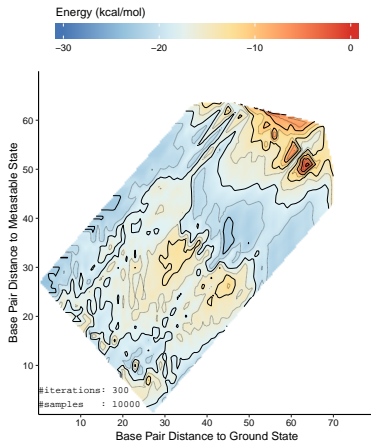 Energy (kcal/mol)
−30 −20 −10 0
Base Pair Distance to Metastable State
60
50
40
30
20
10
#iterations: 300
#samples   : 10000
10 20 30 40 50 60 70
Base Pair Distance to Ground State